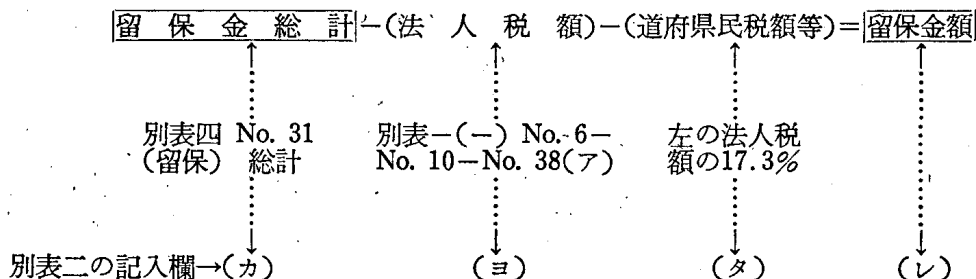 留保金総計－(法人税額)－(道府県民税額等)＝留保金額
別表四 No. 31 別表一(一) No. 6－ 左の法人税
(留保) 総計 No. 10－No. 38(ア) 額の17.3%
別表二の記入欄→(カ) (ヨ) (タ) (レ)